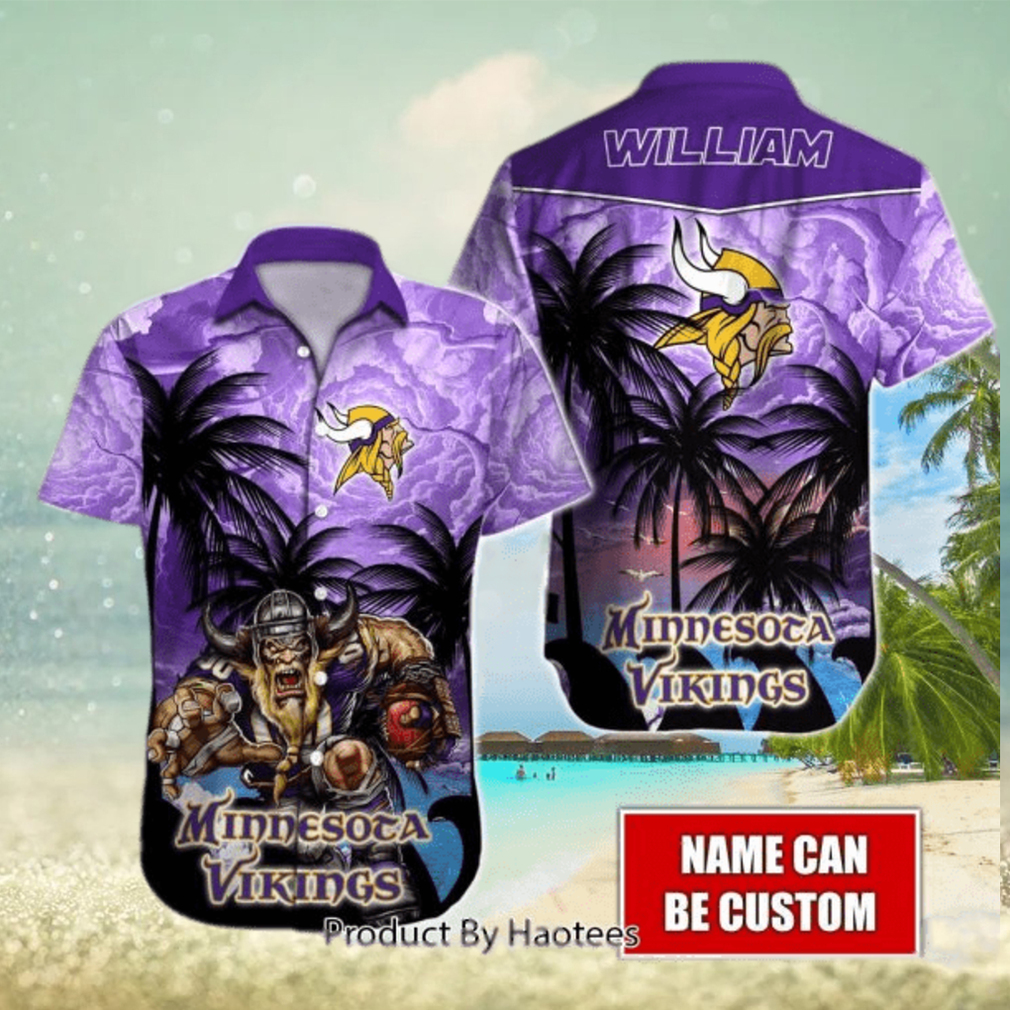 WILLIAM
MINNESOTA
VIKINGS
MINNESOTA
VIKINGS
NAME CAN
BE CUSTOM
Product By Haotees